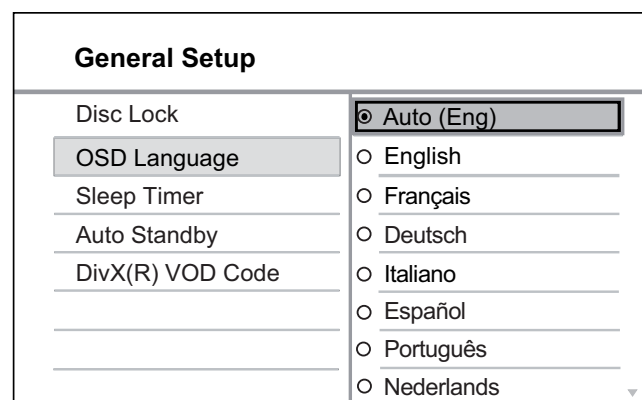 General Setup
Disc Lock
OSD Language
Sleep Timer
Auto Standby
DivX(R) VOD Code
Auto (Eng)
English
Français
Deutsch
Italiano
Español
Português
Nederlands